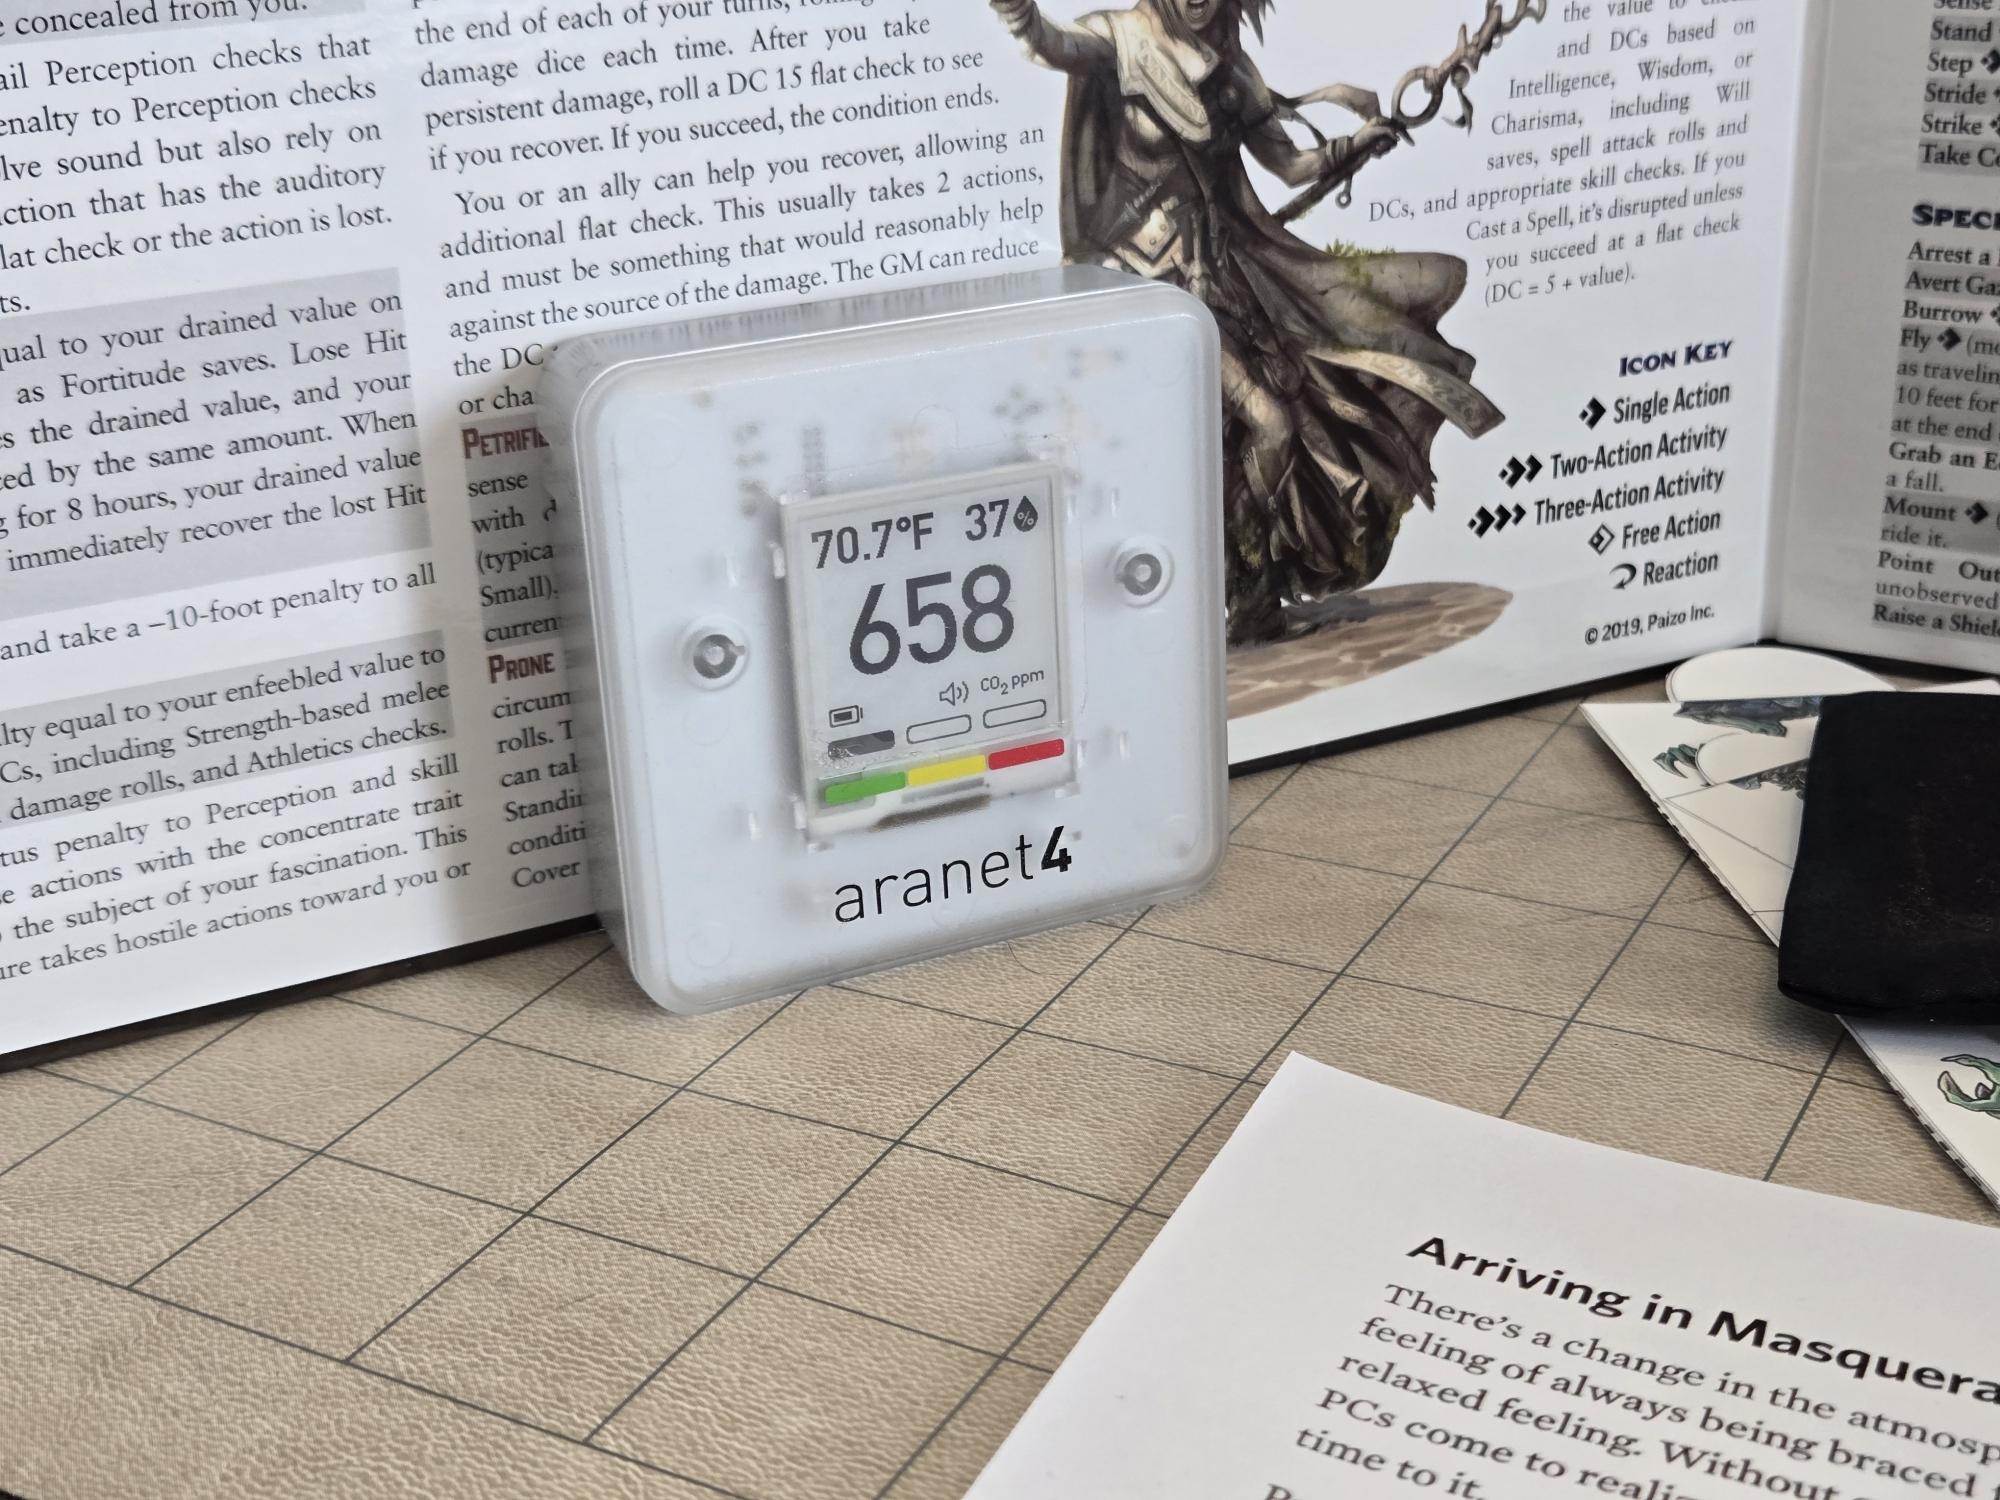 concealed from you.
ail Perception checks that
enalty to Perception checks
lve sound but also rely on
ction that has the auditory
lat check or the action is lost.
ts.
qual to your drained value on
as Fortitude saves. Lose Hit
s the drained value, and your
ced by the same amount. When
g for 8 hours, your drained value
immediately recover the lost Hit
and take a –10-foot penalty to all
lty equal to your enfeebled value to
Cs, including Strength-based melee
damage rolls, and Athletics checks.
tus penalty to Perception and skill
e actions with the concentrate trait
the subject of your fascination. This
ure takes hostile actions toward you or
the end of each of your turns,
damage dice each time. After you take
persistent damage, roll a DC 15 flat check to see
if you recover. If you succeed, the condition ends.
You or an ally can help you recover, allowing an
additional flat check. This usually takes 2 actions,
and must be something that would reasonably help
against the source of the damage. The GM can reduce
the DC
or cha
PETRIFIE
sense
with
(typica
Small).
curren
PRONE
circum
rolls. T
can tak
Standi
conditi
Cover
the value to
and DCs based on
Intelligence, Wisdom, or
Charisma, including Will
saves, spell attack rolls and
DCs, and appropriate skill checks. If you
Cast a Spell, it's disrupted unless
you succeed at a flat check
(DC = 5 + value).
ICON KEY
Single Action
Two-Action Activity
Three-Action Activity
Free Action
Reaction
© 2019, Paizo Inc.
Stand
Step
Stride
Strike
Take Co
SPECI
Arrest a
Avert Gaz
Burrow
Fly (mo
as travelin
10 feet for
at the end
Grab an E
a fall.
Mount (
ride it.
Point Out
unobserved
Raise a Shiel
70.7°F 37%
658
CO2 ppm
aranet4
Arriving in Masquera
There's a change in the atmosp
feeling of always being braced
relaxed feeling. Without
PCs come to reali
time to it.